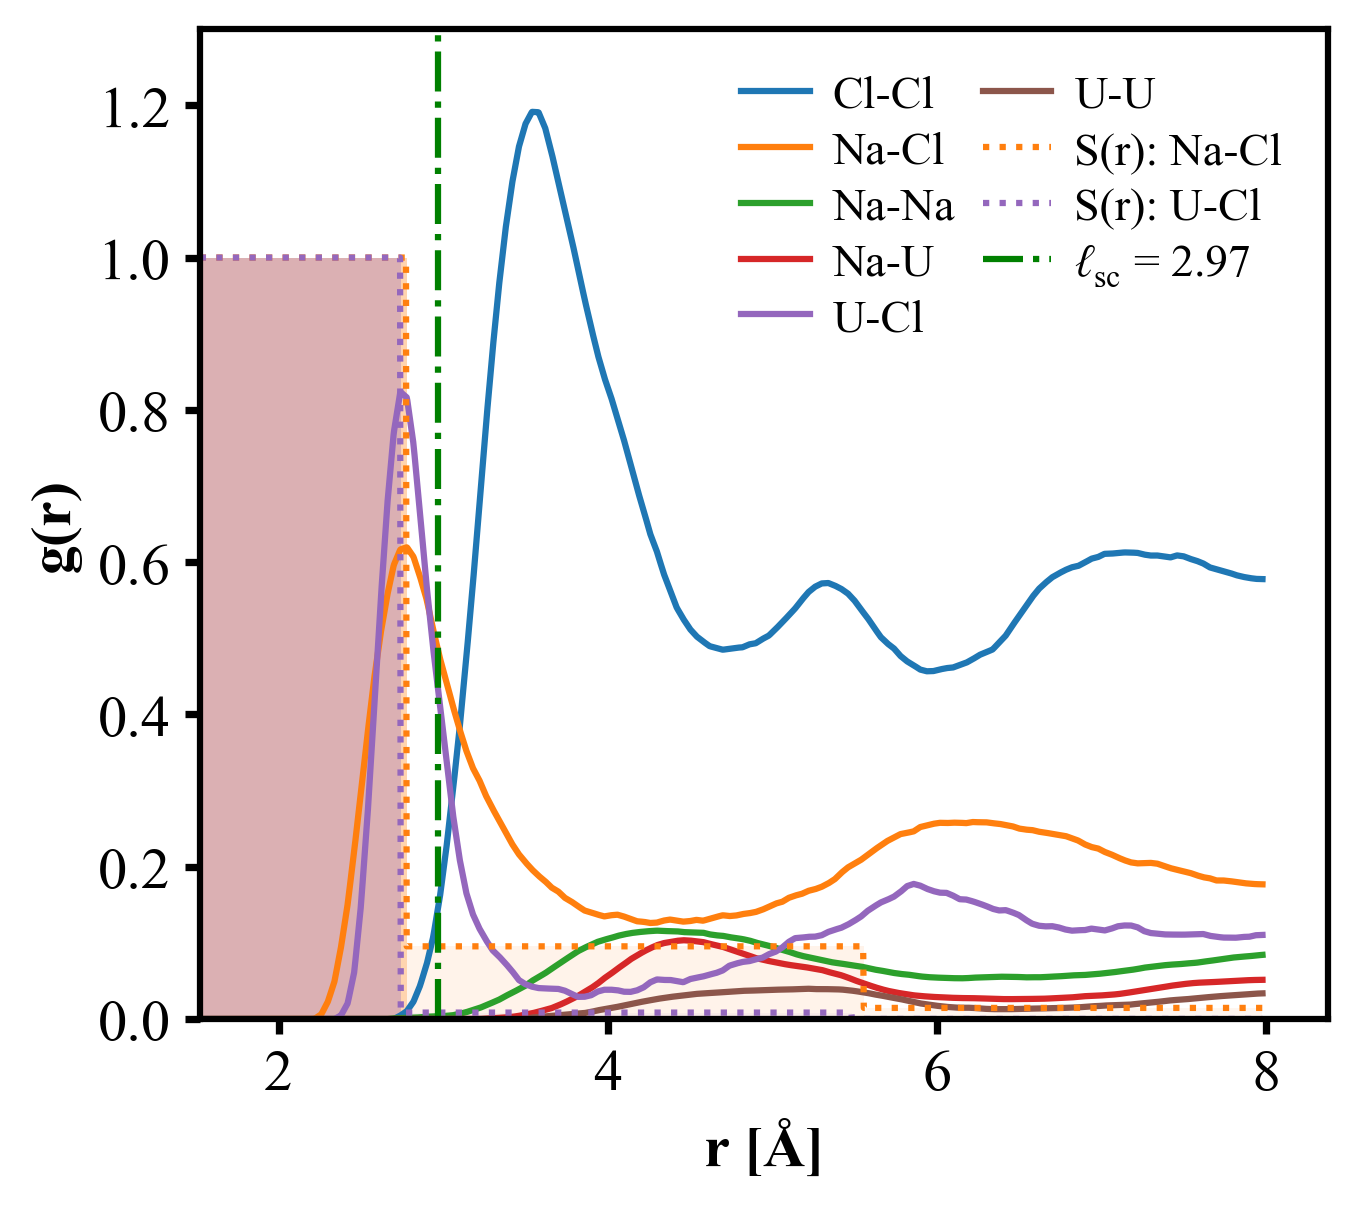 Cl-Cl
Na-Cl
Na-Na
Na-U
U-Cl
U-U
S(r): Na-Cl
S(r): U-Cl
ℓsc = 2.97
1.2
1.0
0.8
0.6
0.4
0.2
0.0
g(r)
2 4 6 8
r [Å]